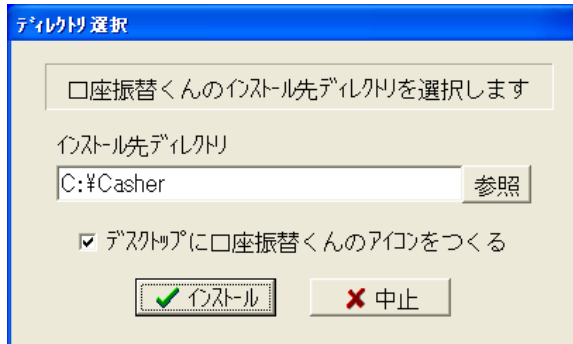 ﾃﾞｨﾚｸﾄﾘ選択
口座振替くんのｲﾝｽﾄｰﾙ先ﾃﾞｨﾚｸﾄﾘを選択します
ｲﾝｽﾄｰﾙ先ﾃﾞｨﾚｸﾄﾘ
C:¥Casher 参照
デスクトップに口座振替くんのアイコンをつくる
インストール 中止